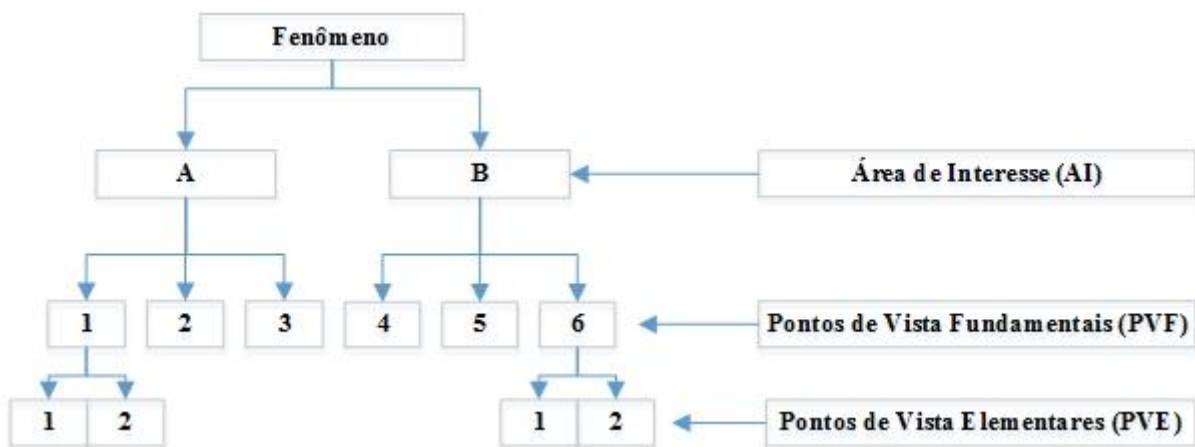 Fenômeno
A
B
Área de Interesse (AI)
1
2
3
4
5
6
Pontos de Vista Fundamentais (PVF)
1
2
1
2
Pontos de Vista Elementares (PVE)